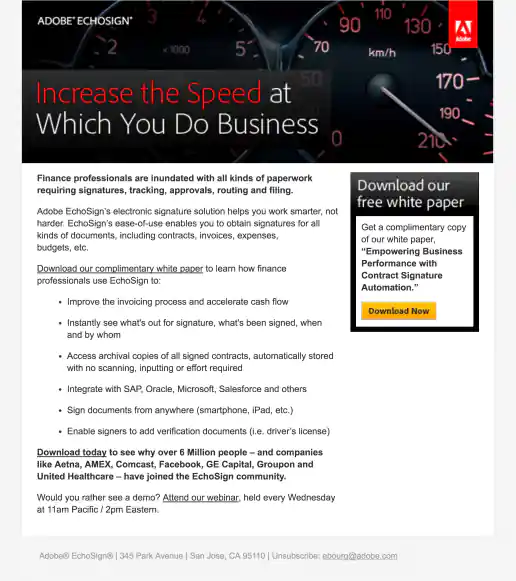 ADOBE® ECHOSIGN®
Adobe
2
x1000
5
50
70
90
110
130
150
170
190
210
km/h
0
Increase the Speed at
Which You Do Business
Finance professionals are inundated with all kinds of paperwork
requiring signatures, tracking, approvals, routing and filing.
Adobe EchoSign's electronic signature solution helps you work smarter, not
harder. EchoSign's ease-of-use enables you to obtain signatures for all
kinds of documents, including contracts, invoices, expenses,
budgets, etc.
Download our complimentary white paper to learn how finance
professionals use EchoSign to:
• Improve the invoicing process and accelerate cash flow
• Instantly see what's out for signature, what's been signed, when
and by whom
• Access archival copies of all signed contracts, automatically stored
with no scanning, inputting or effort required
• Integrate with SAP, Oracle, Microsoft, Salesforce and others
• Sign documents from anywhere (smartphone, iPad, etc.)
• Enable signers to add verification documents (i.e. driver's license)
Download today to see why over 6 Million people – and companies
like Aetna, AMEX, Comcast, Facebook, GE Capital, Groupon and
United Healthcare – have joined the EchoSign community.
Would you rather see a demo? Attend our webinar, held every Wednesday
at 11am Pacific / 2pm Eastern.
Download our
free white paper
Get a complimentary copy
of our white paper,
“Empowering Business
Performance with
Contract Signature
Automation.”
Download Now
Adobe® EchoSign® | 345 Park Avenue | San Jose, CA 95110 | Unsubscribe: ebourg@adobe.com